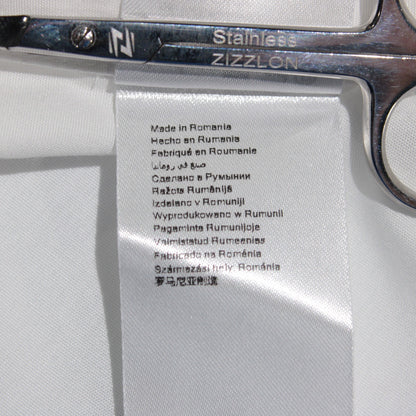 Stainless
ZIZZLON
Made in Romania
Hecho en Rumania
Fabriqué en Roumanie
صنع في رومانيا
Сделано в Румынии
Ražots Rumānijā
Izdelano v Romuniji
Wyprodukowano w Rumunii
Pagaminta Rumunijoje
Valmistatud Rumeenias
Fabricado na Roménia
Származási hely: Románia
罗马尼亚制造